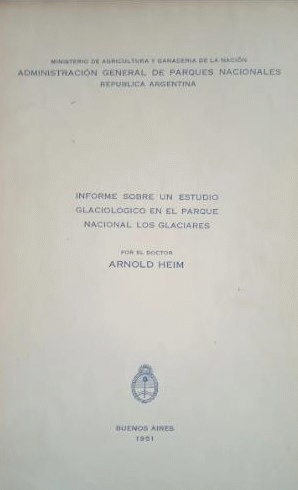 MINISTERIO DE AGRICULTURA Y GANADERIA DE LA NACIÓN
ADMINISTRACIÓN GENERAL DE PARQUES NACIONALES
REPUBLICA ARGENTINA
INFORME SOBRE UN ESTUDIO
GLACIOLOGICO EN EL PARQUE
NACIONAL LOS GLACIARES
POR EL DOCTOR
ARNOLD HEIM
BUENOS AIRES
1951